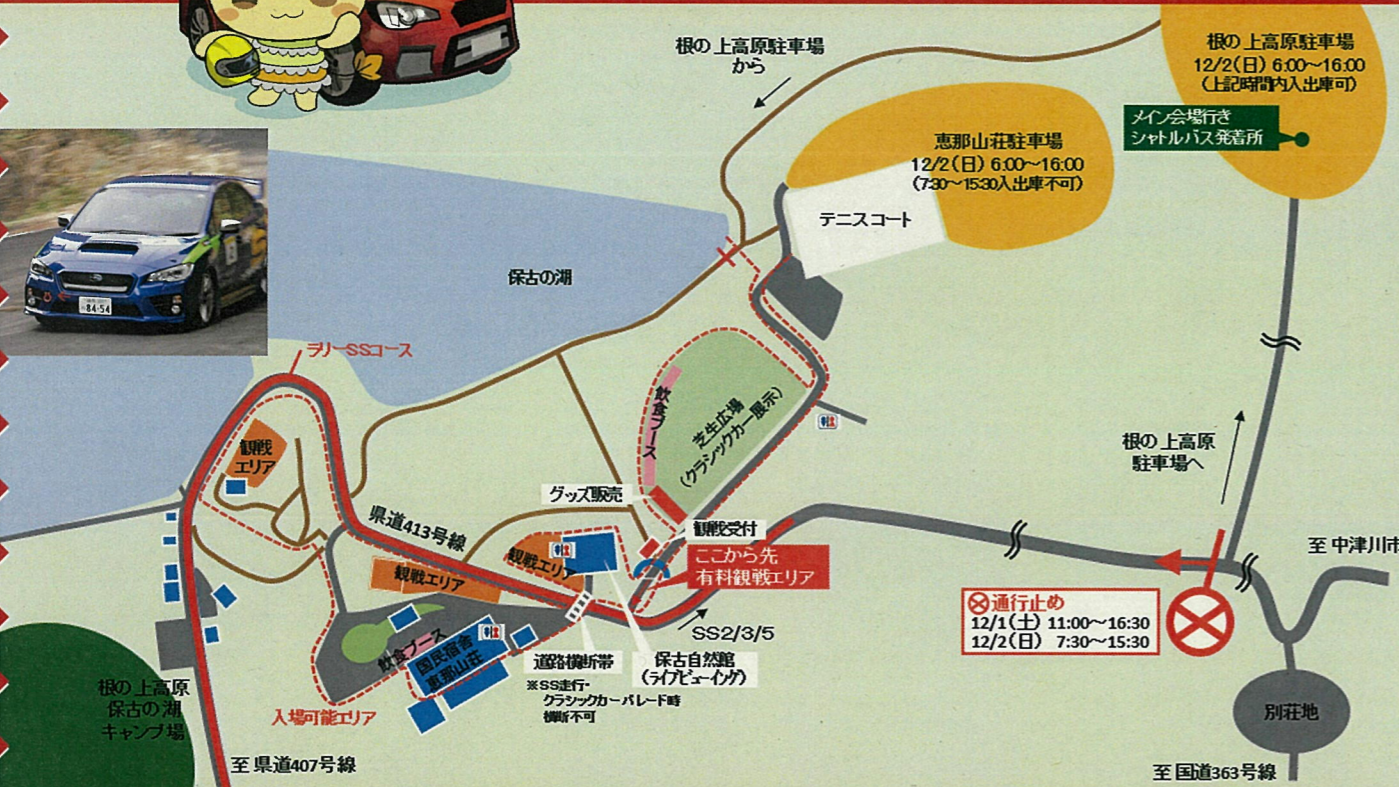 根の上高原駐車場
から
根の上高原駐車場
12/2(日) 6:00〜16:00
(上記時間内入出庫可)
メイン会場行き
シャトルバス発着所
恵那山荘駐車場
12/2(日) 6:00〜16:00
(7:30〜15:30入出庫不可)
テニスコート
保古の湖
84-54
ラリーSSコース
飲食ブース
芝生広場
(クラシックカー展示)
観戦
エリア
根の上高原
駐車場へ
グッズ販売
県道413号線
観戦受付
ここから先
有料観戦エリア
観戦エリア
観戦エリア
至 中津川市
通行止め
12/1(土) 11:00〜16:30
12/2(日) 7:30〜15:30
SS2/3/5
飲食ブース
国民宿舎
恵那山荘
道路横断帯
※SS走行・
クラシックカーパレード時
横断不可
保古自然館
(ライブビューイング)
入場可能エリア
根の上高原
保古の湖
キャンプ場
別荘地
至 県道407号線
至 国道363号線